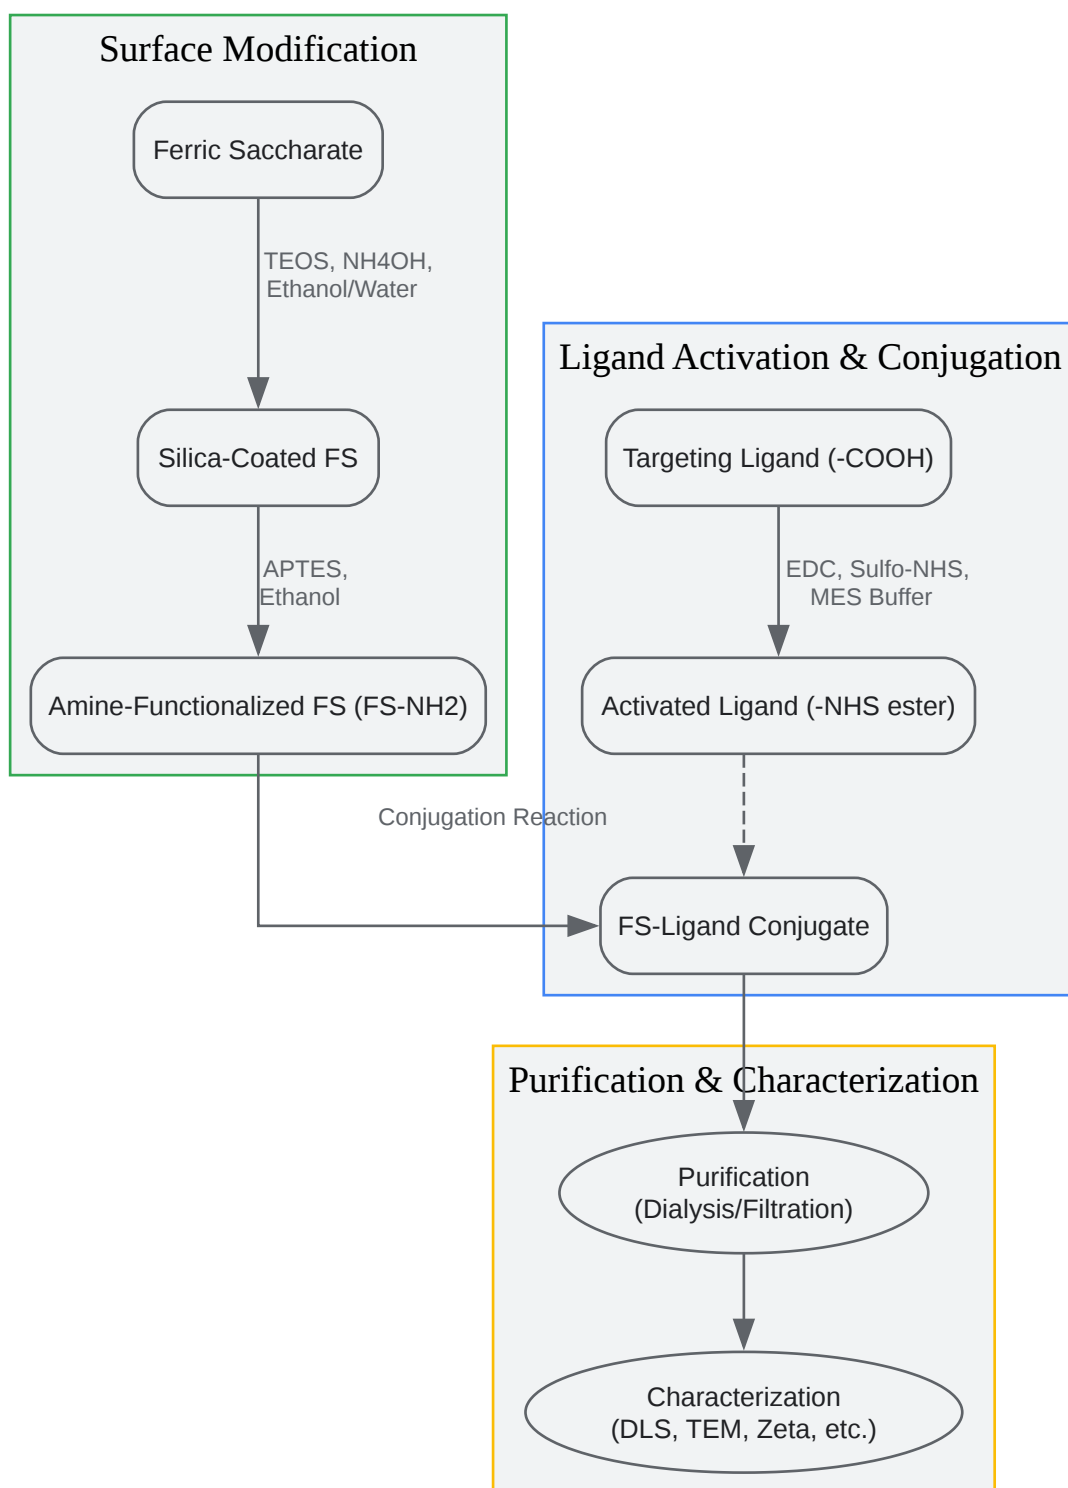 Surface Modification
Ferric Saccharate
TEOS, NH4OH,
Ethanol/Water
Silica-Coated FS
APTES,
Ethanol
Amine-Functionalized FS (FS-NH2)
Conjugation Reaction
Ligand Activation & Conjugation
Targeting Ligand (-COOH)
EDC, Sulfo-NHS,
MES Buffer
Activated Ligand (-NHS ester)
FS-Ligand Conjugate
Purification & Characterization
Purification
(Dialysis/Filtration)
Characterization
(DLS, TEM, Zeta, etc.)